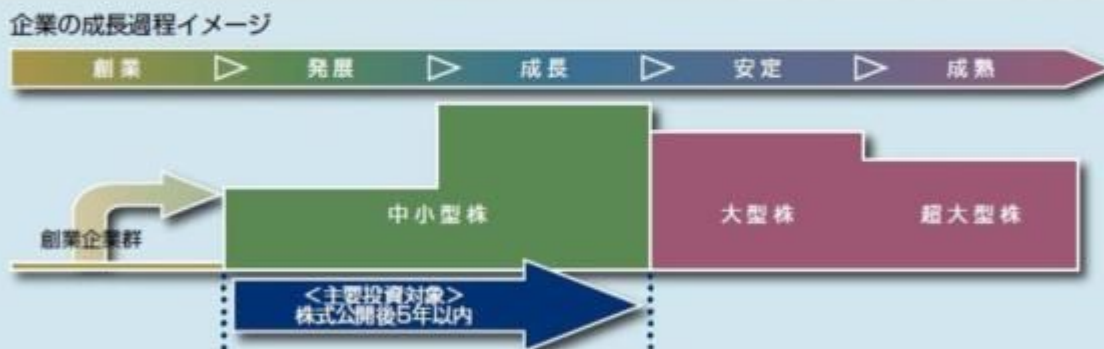 企業の成長過程イメージ
創業 ▷ 発展 ▷ 成長 ▷ 安定 ▷ 成熟
創業企業群
中小型株
大型株
超大型株
<主要投資対象>
株式公開後5年以内